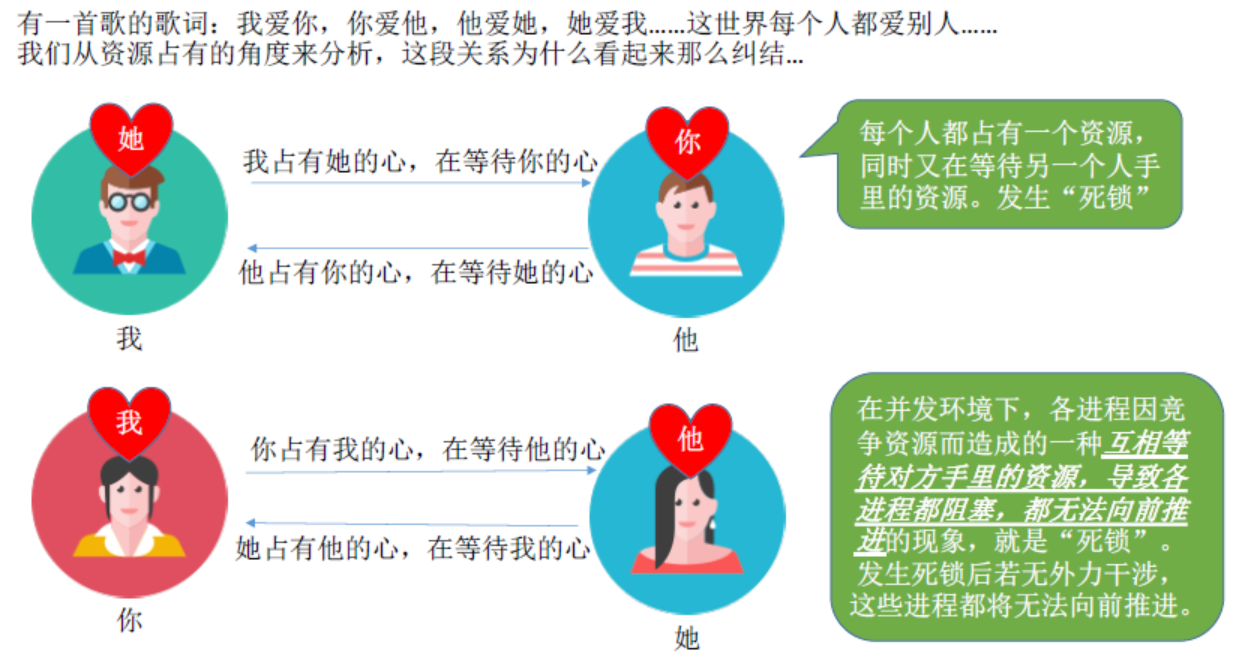 有一首歌的歌词：我爱你，你爱他，他爱她，她爱我……这世界每个人都爱别人……
我们从资源占有的角度来分析，这段关系为什么看起来那么纠结…
她
我占有她的心，在等待你的心
你
他占有你的心，在等待她的心
我
他
每个人都占有一个资源，
同时又在等待另一个人手
里的资源。发生“死锁”
我
你占有我的心，在等待他的心
他
她占有他的心，在等待我的心
你
她
在并发环境下，各进程因竞
争资源而造成的一种互相等
待对方手里的资源，导致各
进程都阻塞，都无法向前推
进的现象，就是“死锁”。
发生死锁后若无外力干涉，
这些进程都将无法向前推进。